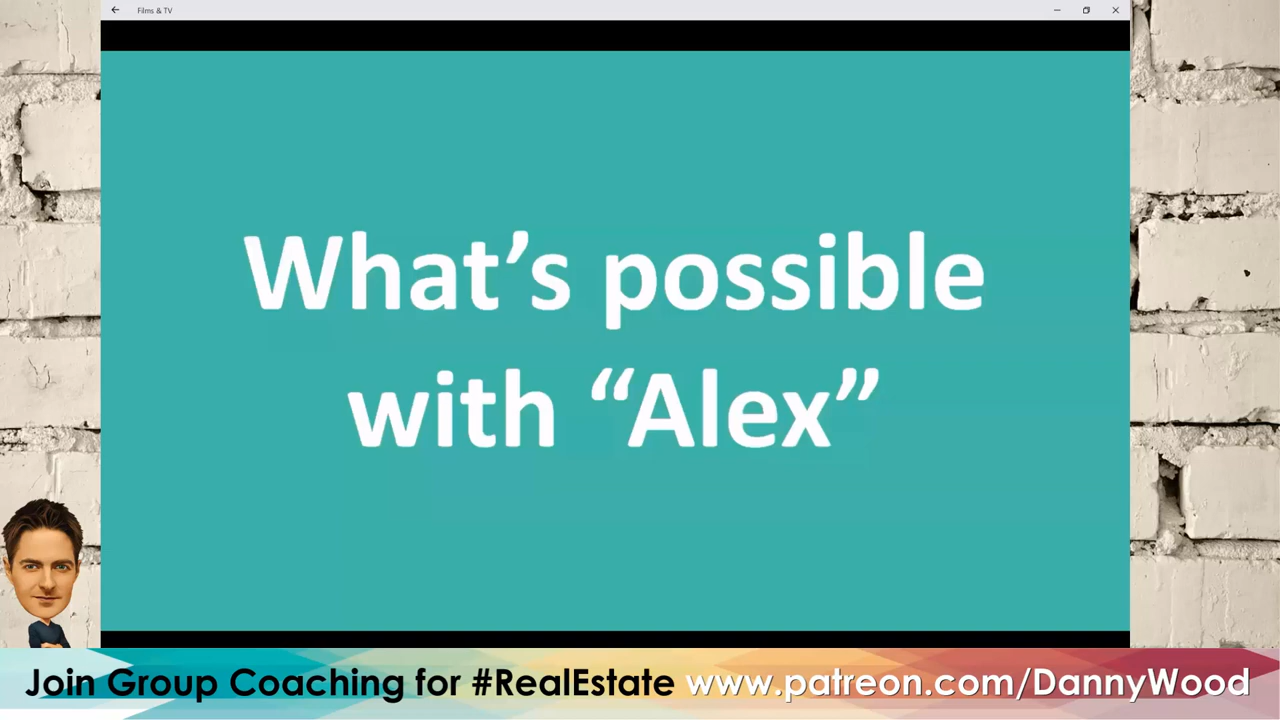 Films & TV
What’s possible
with “Alex”
Join Group Coaching for #RealEstate www.patreon.com/DannyWood